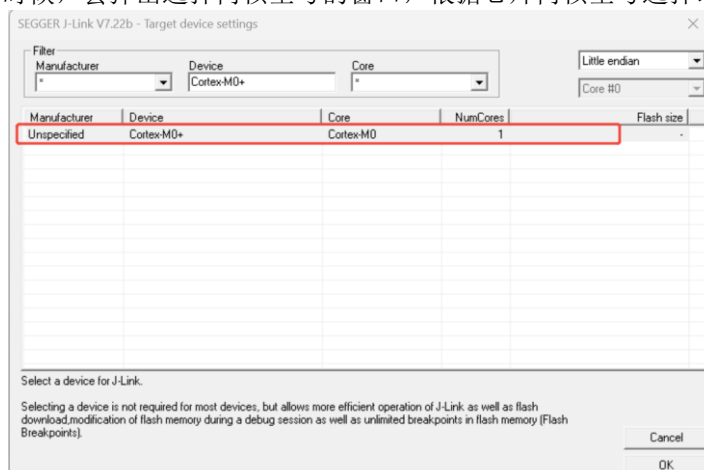 SEGGER J-Link V7.22b - Target device settings
Filter
Manufacturer Device Core
* Cortex-M0+ *
Little endian
Core #0
Manufacturer Device Core NumCores Flash size
Unspecified Cortex-M0+ Cortex-M0 1 -
Select a device for J-Link.
Selecting a device is not required for most devices, but allows more efficient operation of J-Link as well as flash
download,modification of flash memory during a debug session as well as unlimited breakpoints in flash memory (Flash
Breakpoints).
Cancel
OK